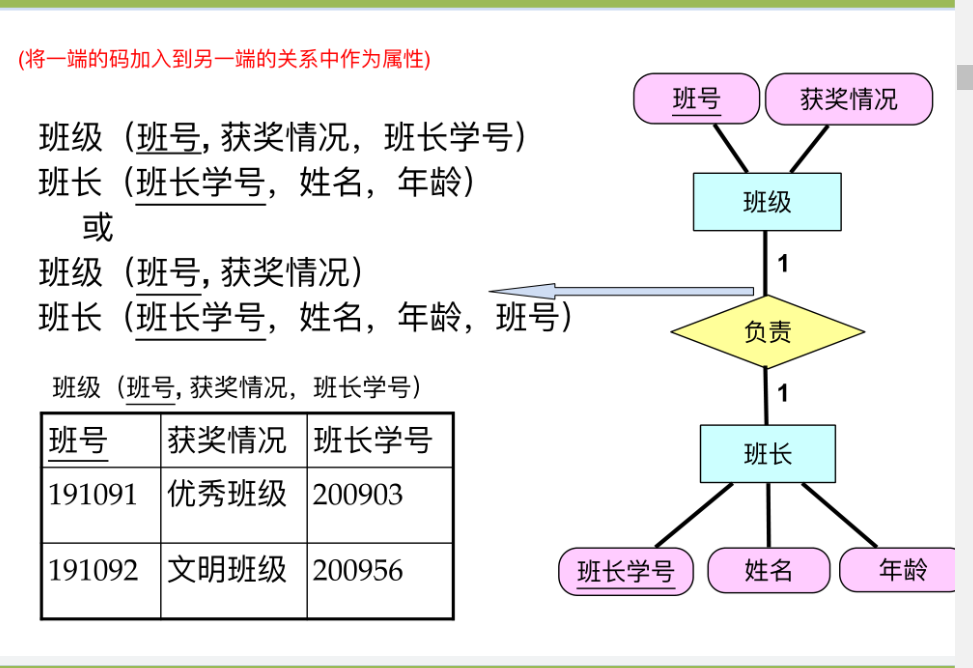 (将一端的码加入到另一端的关系中作为属性)
班级（班号, 获奖情况，班长学号）
班长（班长学号，姓名，年龄）
或
班级（班号, 获奖情况）
班长（班长学号，姓名，年龄，班号）
班级（班号, 获奖情况，班长学号）
班号 获奖情况 班长学号
191091 优秀班级 200903
191092 文明班级 200956
班号 获奖情况
班级
1
负责
1
班长
班长学号 姓名 年龄